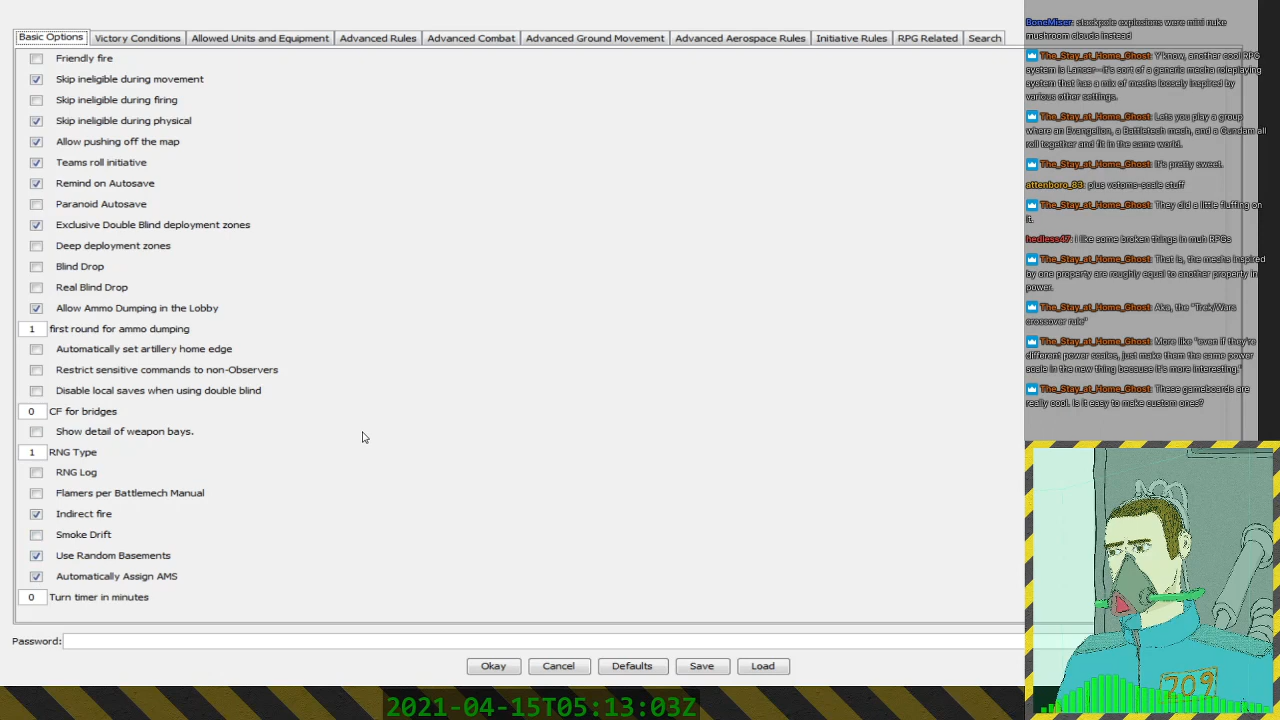 Basic Options Victory Conditions Allowed Units and Equipment Advanced Rules Advanced Combat Advanced Ground Movement Advanced Aerospace Rules Initiative Rules RPG Related Search
Friendly fire
Skip ineligible during movement
Skip ineligible during firing
Skip ineligible during physical
Allow pushing off the map
Teams roll initiative
Remind on Autosave
Paranoid Autosave
Exclusive Double Blind deployment zones
Deep deployment zones
Blind Drop
Real Blind Drop
Allow Ammo Dumping in the Lobby
1 first round for ammo dumping
Automatically set artillery home edge
Restrict sensitive commands to non-Observers
Disable local saves when using double blind
0 CF for bridges
Show detail of weapon bays.
1 RNG Type
RNG Log
Flamers per Battlemech Manual
Indirect fire
Smoke Drift
Use Random Basements
Automatically Assign AMS
0 Turn timer in minutes
Password:
Okay Cancel Defaults Save Load
2021-04-15T05:13:03Z
BoneMiser: stackpole explosions were mini nuke
mushroom clouds instead
The_Stay_at_Home_Ghost: Y'know, another cool RPG
system is Lancer--it's sort of a generic mecha roleplaying
system that has a mix of mechs loosely inspired by
various other settings.
The_Stay_at_Home_Ghost: Lets you play a group
where an Evangelion, a Battletech mech, and a Gundam all
roll together and fit in the same world.
The_Stay_at_Home_Ghost: It's pretty sweet.
attenboro_83: plus votoms-scale stuff
The_Stay_at_Home_Ghost: They did a little fluffing on
it.
hedless47: i like some broken things in muh RPGs
The_Stay_at_Home_Ghost: That is, the mechs inspired
by one property are roughly equal to another property in
power.
The_Stay_at_Home_Ghost: Aka, the "Trek/Wars
crossover rule"
The_Stay_at_Home_Ghost: More like "even if they're
different power scales, just make them the same power
scale in the new thing because it's more interesting."
The_Stay_at_Home_Ghost: These gameboards are
really cool. Is it easy to make custom ones?
709